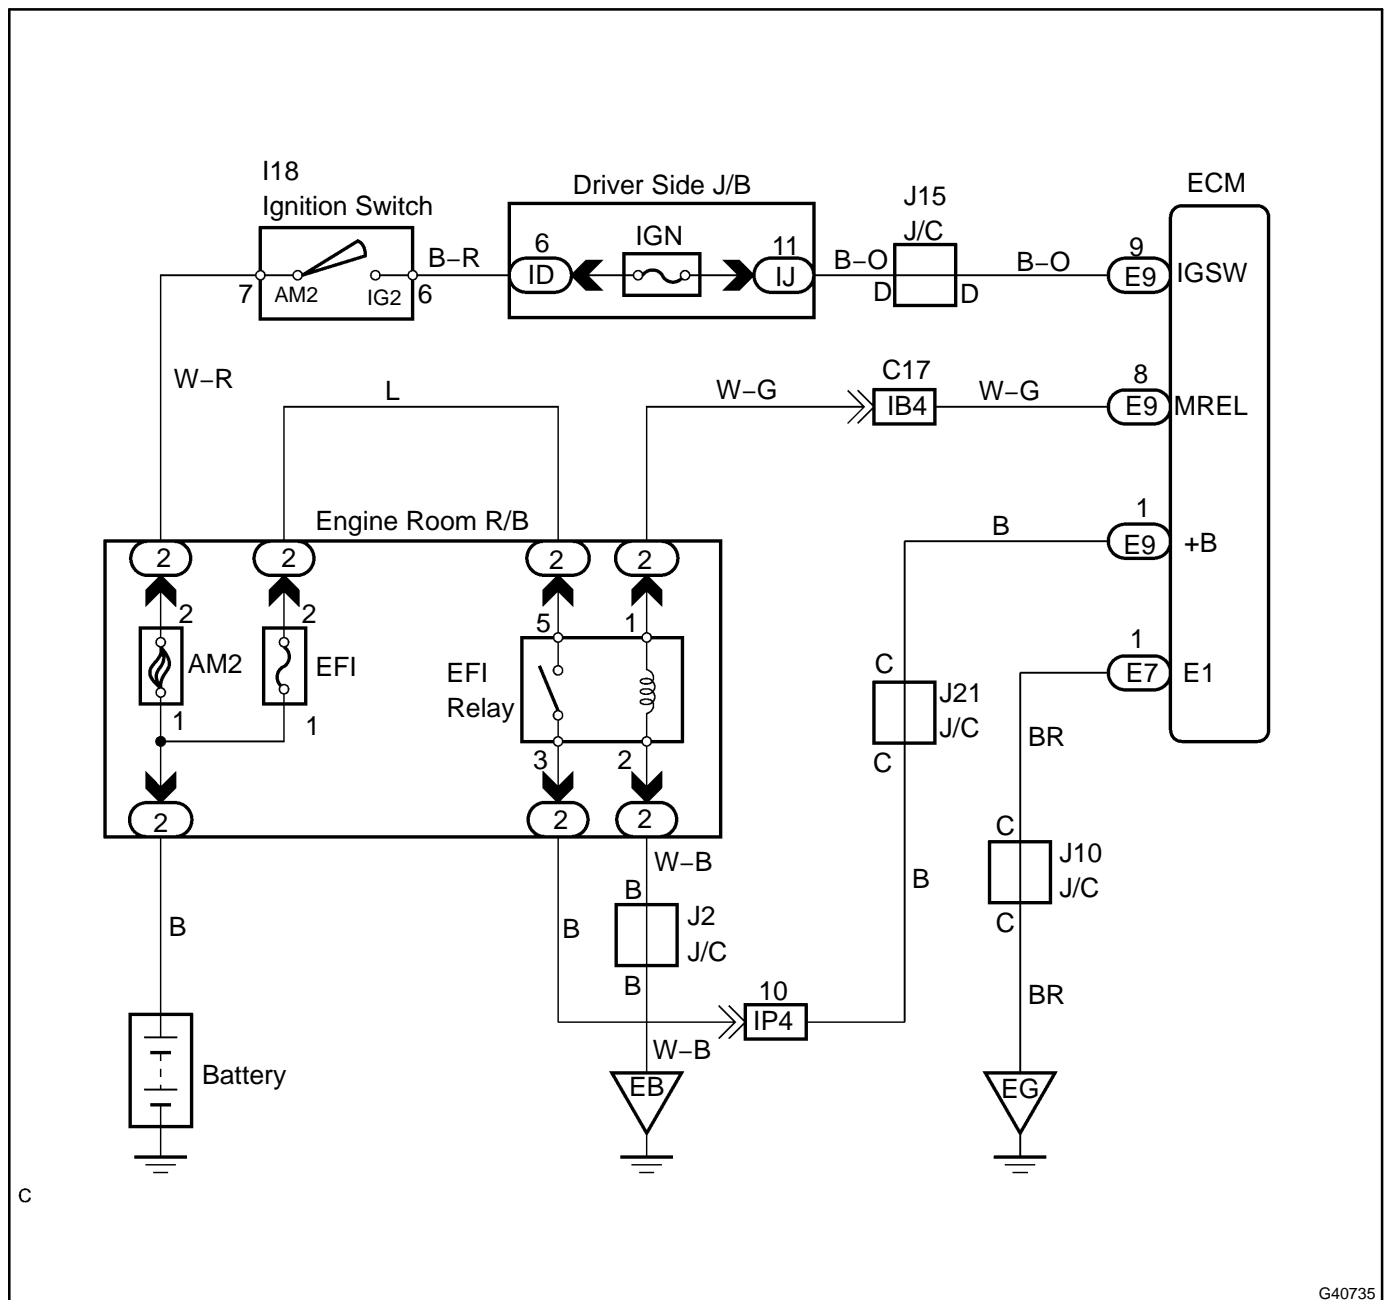 I18
Ignition Switch
Driver Side J/B
J15
J/C
ECM
B–R
6
ID
IGN
11
IJ
B–O
D
D
B–O
9
E9
IGSW
7
AM2
IG2
6
W–R
L
W–G
C17
IB4
W–G
8
E9
MREL
Engine Room R/B
2
2
2
2
B
1
E9
+B
2
2
5
1
AM2
EFI
EFI
Relay
1
1
3
2
C
J21
J/C
C
1
E7
E1
BR
2
2
2
W–B
B
J2
J/C
B
B
B
B
C
J10
J/C
C
10
IP4
BR
W–B
Battery
EB
EG
C
G40735